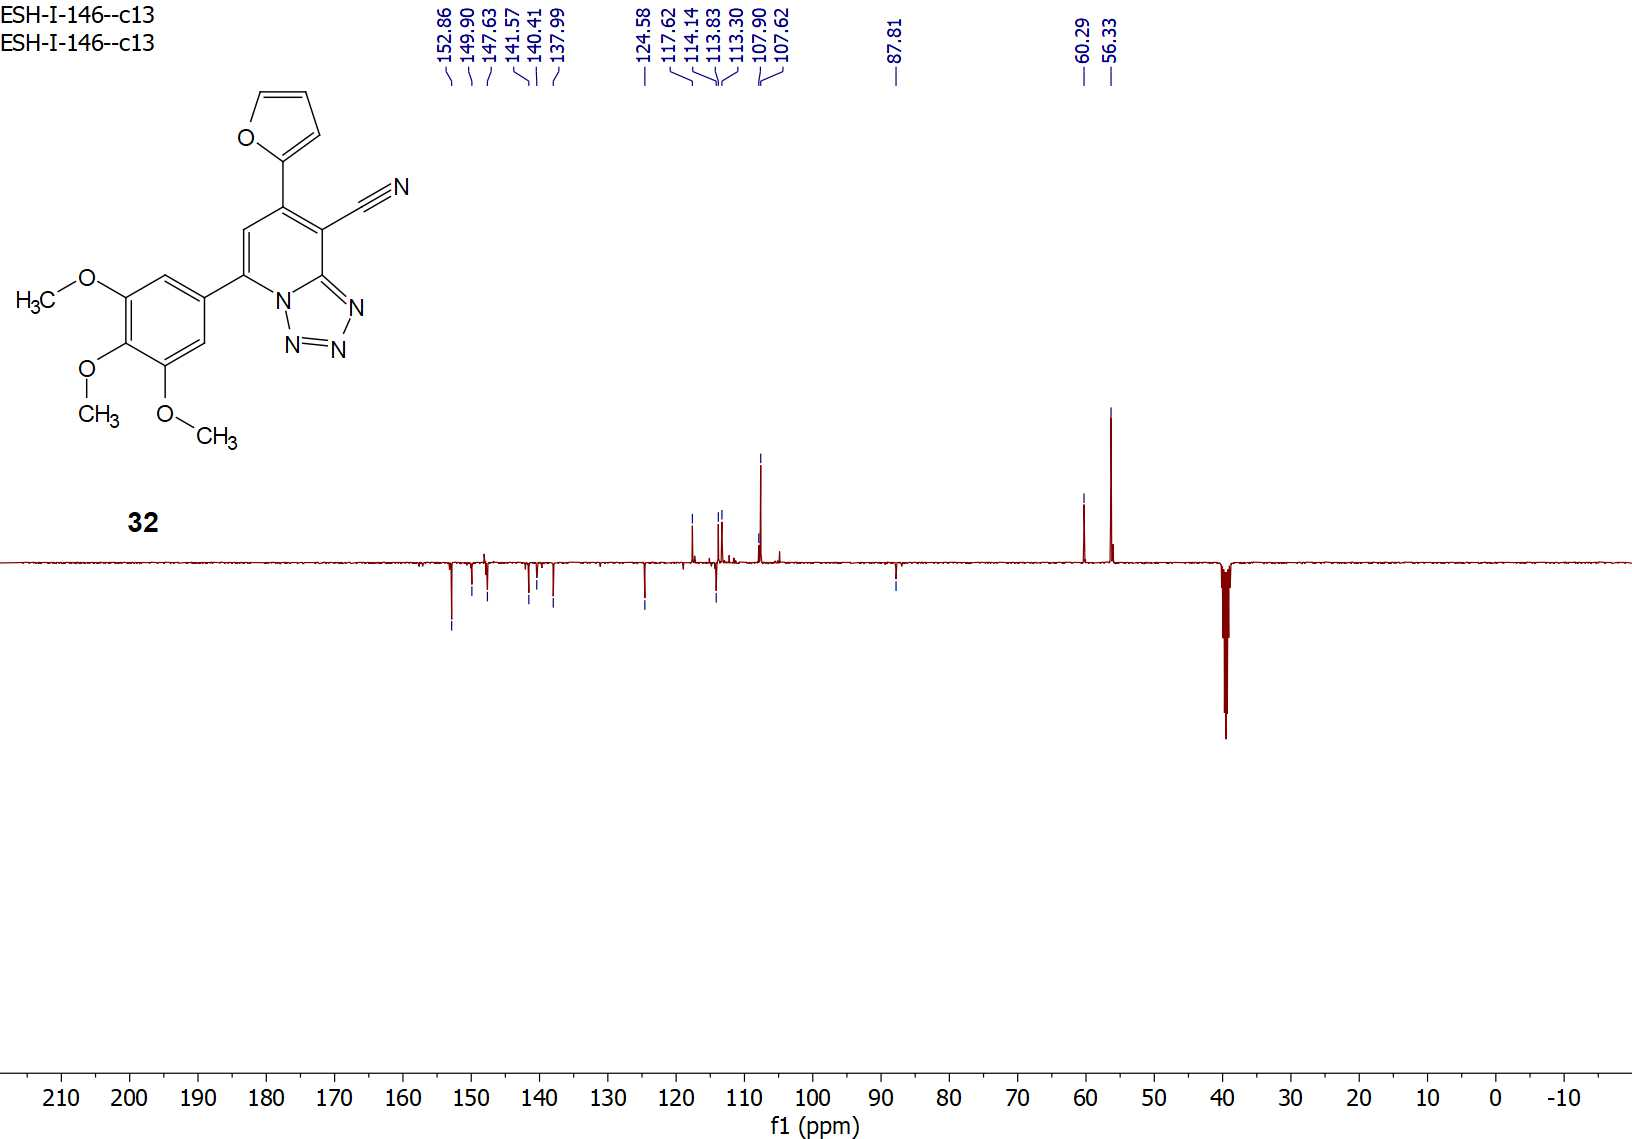 ESH-I-146--c13
ESH-I-146--c13
152.86
149.90
147.63
141.57
140.41
137.99
124.58
117.62
114.14
113.83
113.30
107.90
107.62
87.81
60.29
56.33
O
N
O
H3C
N
N
N
N
O
CH3
O
CH3
32
210 200 190 180 170 160 150 140 130 120 110 100 90 80 70 60 50 40 30 20 10 0 -10
f1 (ppm)